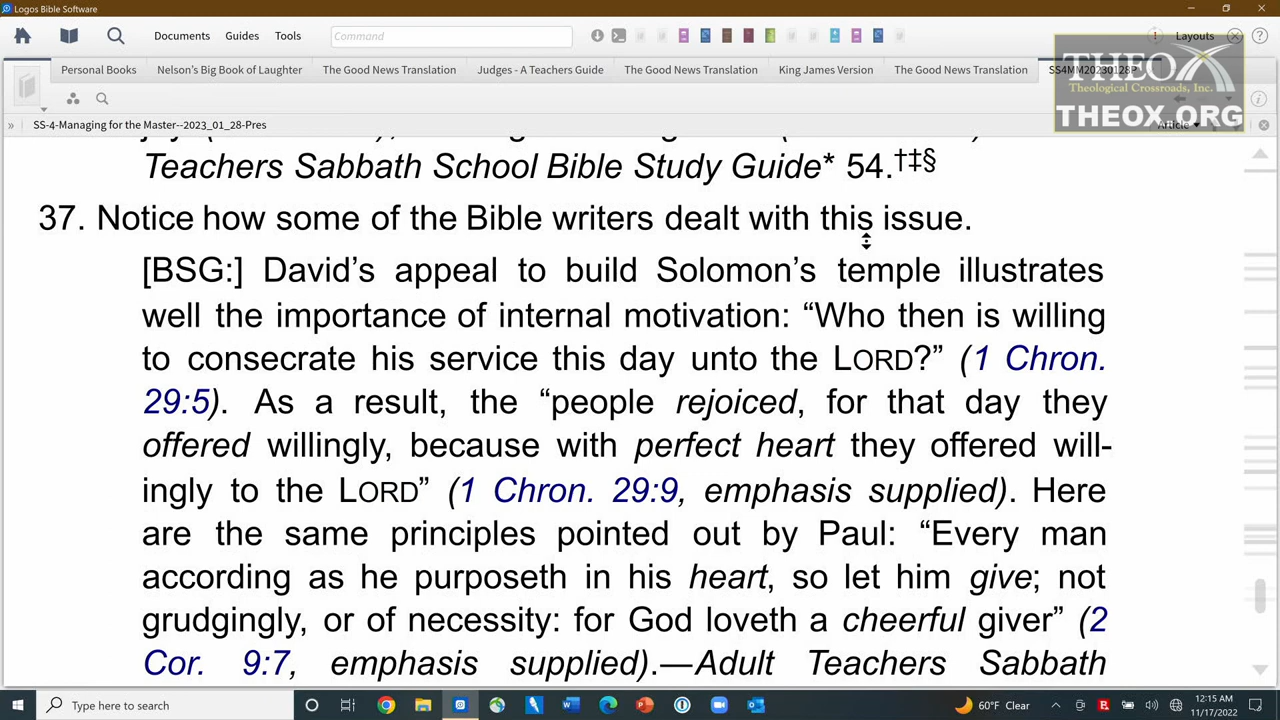 Logos Bible Software
Documents Guides Tools Command Layouts
Personal Books Nelson's Big Book of Laughter Judges - A Teachers Guide The Good News Translation King James Version The Good News Translation SS4MM20230128P
THEOX
Theological Crossroads, Inc.
THEOX.ORG
SS-4-Managing for the Master--2023_01_28-Pres Article
Teachers Sabbath School Bible Study Guide* 54.†‡§
37. Notice how some of the Bible writers dealt with this issue.
[BSG:] David’s appeal to build Solomon’s temple illustrates
well the importance of internal motivation: “Who then is willing
to consecrate his service this day unto the LORD?” (1 Chron.
29:5). As a result, the “people rejoiced, for that day they
offered willingly, because with perfect heart they offered will-
ingly to the LORD” (1 Chron. 29:9, emphasis supplied). Here
are the same principles pointed out by Paul: “Every man
according as he purposeth in his heart, so let him give; not
grudgingly, or of necessity: for God loveth a cheerful giver” (2
Cor. 9:7, emphasis supplied).—Adult Teachers Sabbath
Type here to search
60°F Clear
12:15 AM
11/17/2022